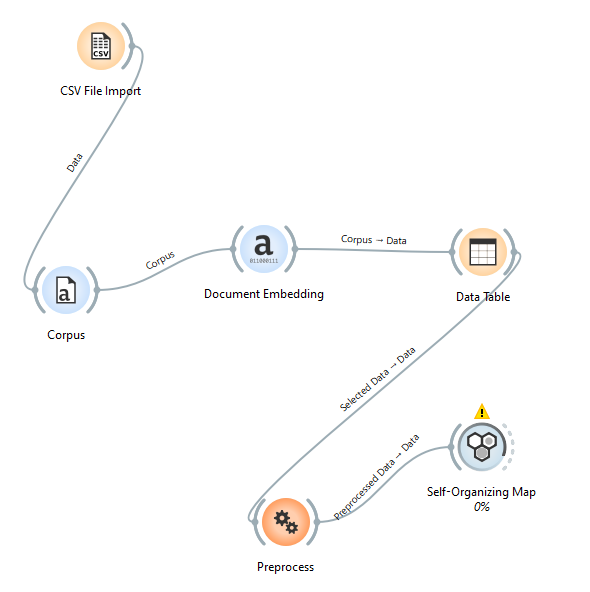 CSV
CSV File Import
Data
a
Corpus
Corpus
a
011000111
Document Embedding
Corpus → Data
Data Table
Selected Data → Data
Preprocess
Preprocessed Data → Data
Self-Organizing Map
0%